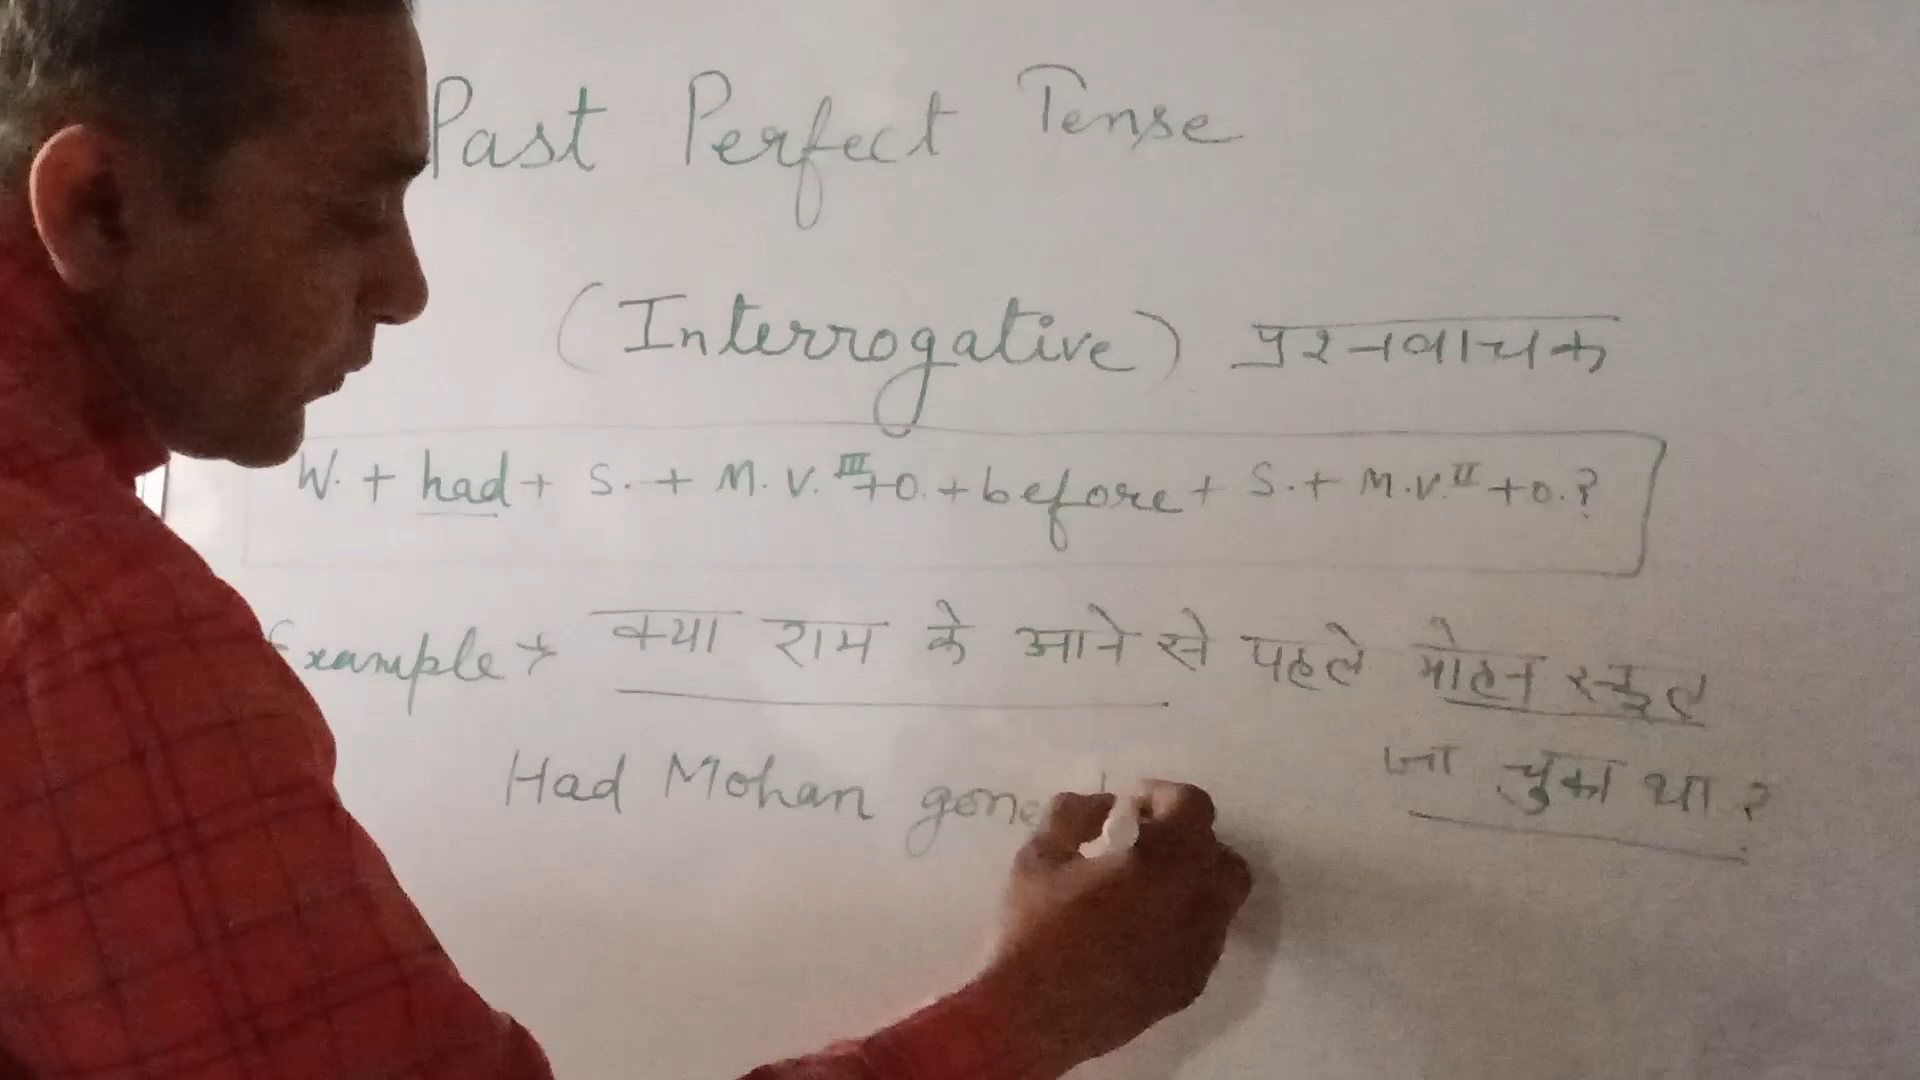 Past Perfect Tense
(Interrogative) प्रश्नवाचक
W. + had + S. + M.V.III + O. + before + S. + M.V.II + O.?
Example → क्या राम के आने से पहले मोहन स्कूल
जा चुका था ?
Had Mohan gone